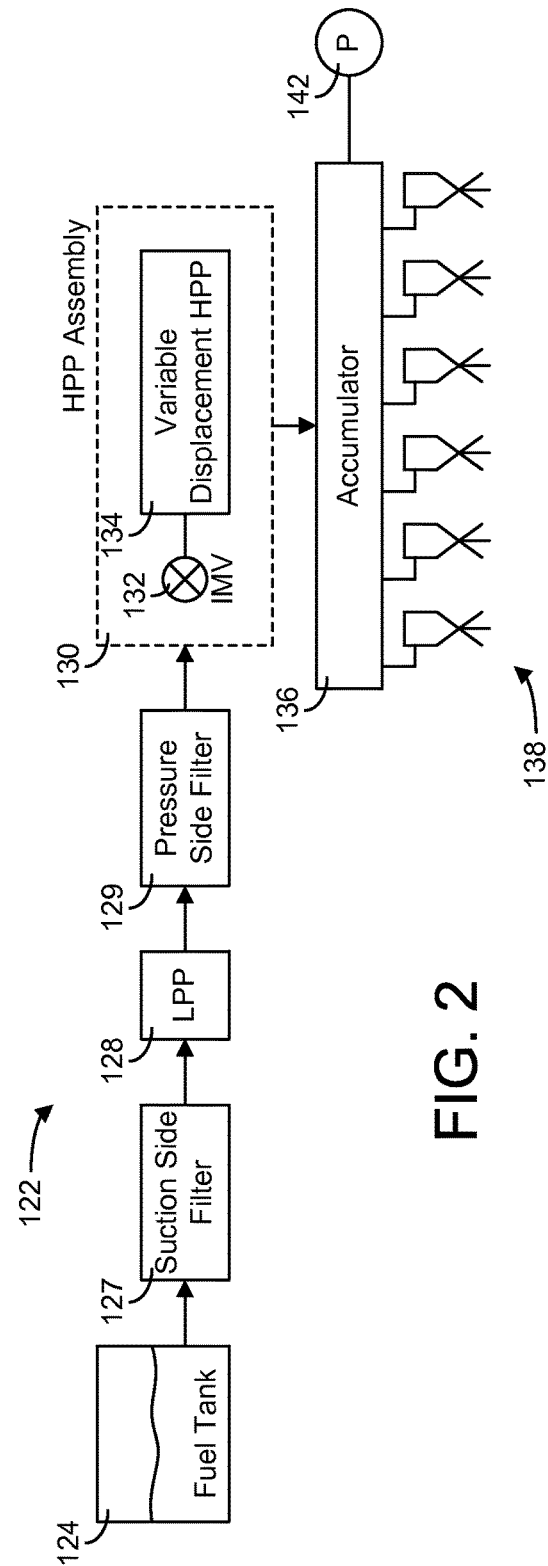 122
124
Fuel Tank
127
Suction Side
Filter
128
LPP
129
Pressure
Side Filter
130
HPP Assembly
132
IMV
134
Variable
Displacement HPP
136
Accumulator
142
P
138
FIG. 2